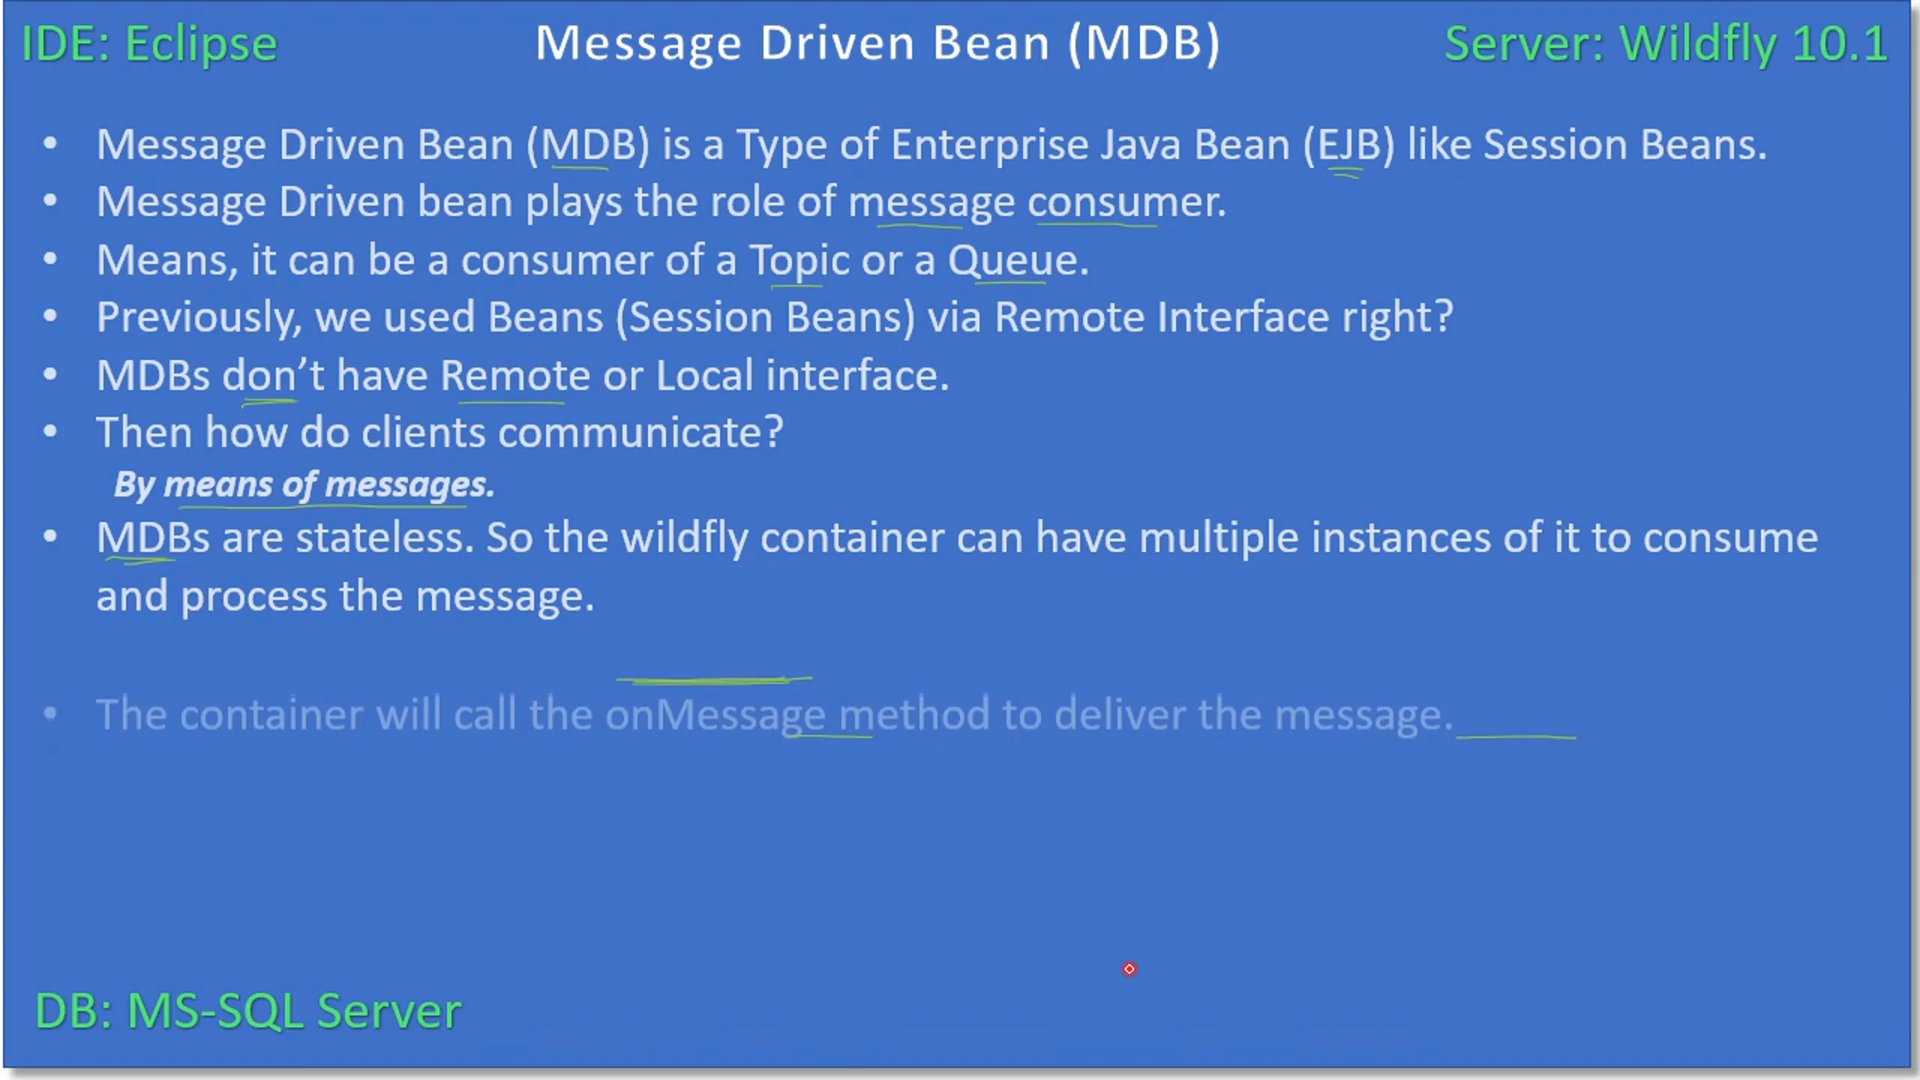 IDE: Eclipse
Message Driven Bean (MDB)
Server: Wildfly 10.1
• Message Driven Bean (MDB) is a Type of Enterprise Java Bean (EJB) like Session Beans.
• Message Driven bean plays the role of message consumer.
• Means, it can be a consumer of a Topic or a Queue.
• Previously, we used Beans (Session Beans) via Remote Interface right?
• MDBs don’t have Remote or Local interface.
• Then how do clients communicate?
By means of messages.
• MDBs are stateless. So the wildfly container can have multiple instances of it to consume
and process the message.
• The container will call the onMessage method to deliver the message.
DB: MS-SQL Server